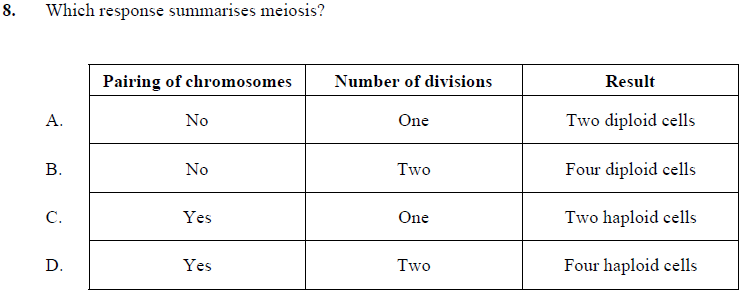 8. Which response summarises meiosis?
Pairing of chromosomes Number of divisions Result
A. No One Two diploid cells
B. No Two Four diploid cells
C. Yes One Two haploid cells
D. Yes Two Four haploid cells